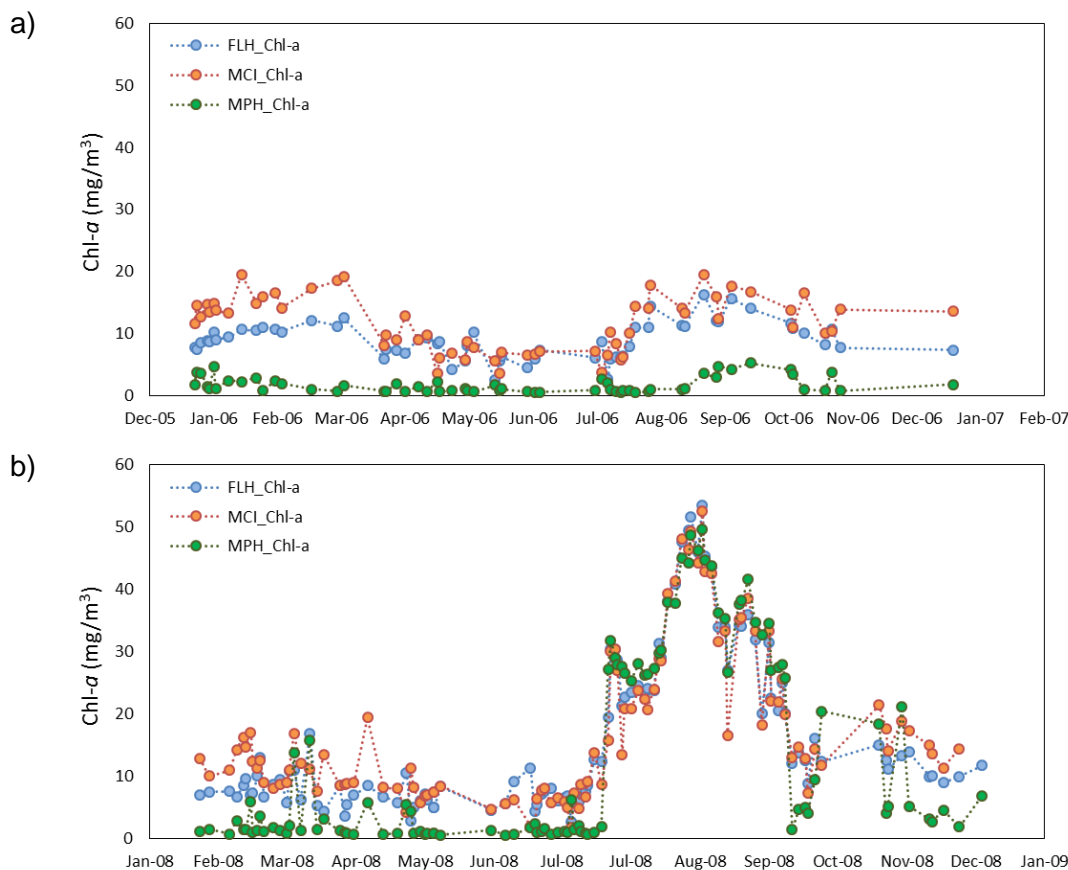 a)
60
50
40
30
20
10
0
Chl-a (mg/m³)
FLH_Chl-a
MCI_Chl-a
MPH_Chl-a
Dec-05 Jan-06 Feb-06 Mar-06 Apr-06 May-06 Jun-06 Jul-06 Aug-06 Sep-06 Oct-06 Nov-06 Dec-06 Jan-07 Feb-07
b)
60
50
40
30
20
10
0
Chl-a (mg/m³)
FLH_Chl-a
MCI_Chl-a
MPH_Chl-a
Jan-08 Feb-08 Mar-08 Apr-08 May-08 Jun-08 Jul-08 Jul-08 Aug-08 Sep-08 Oct-08 Nov-08 Dec-08 Jan-09